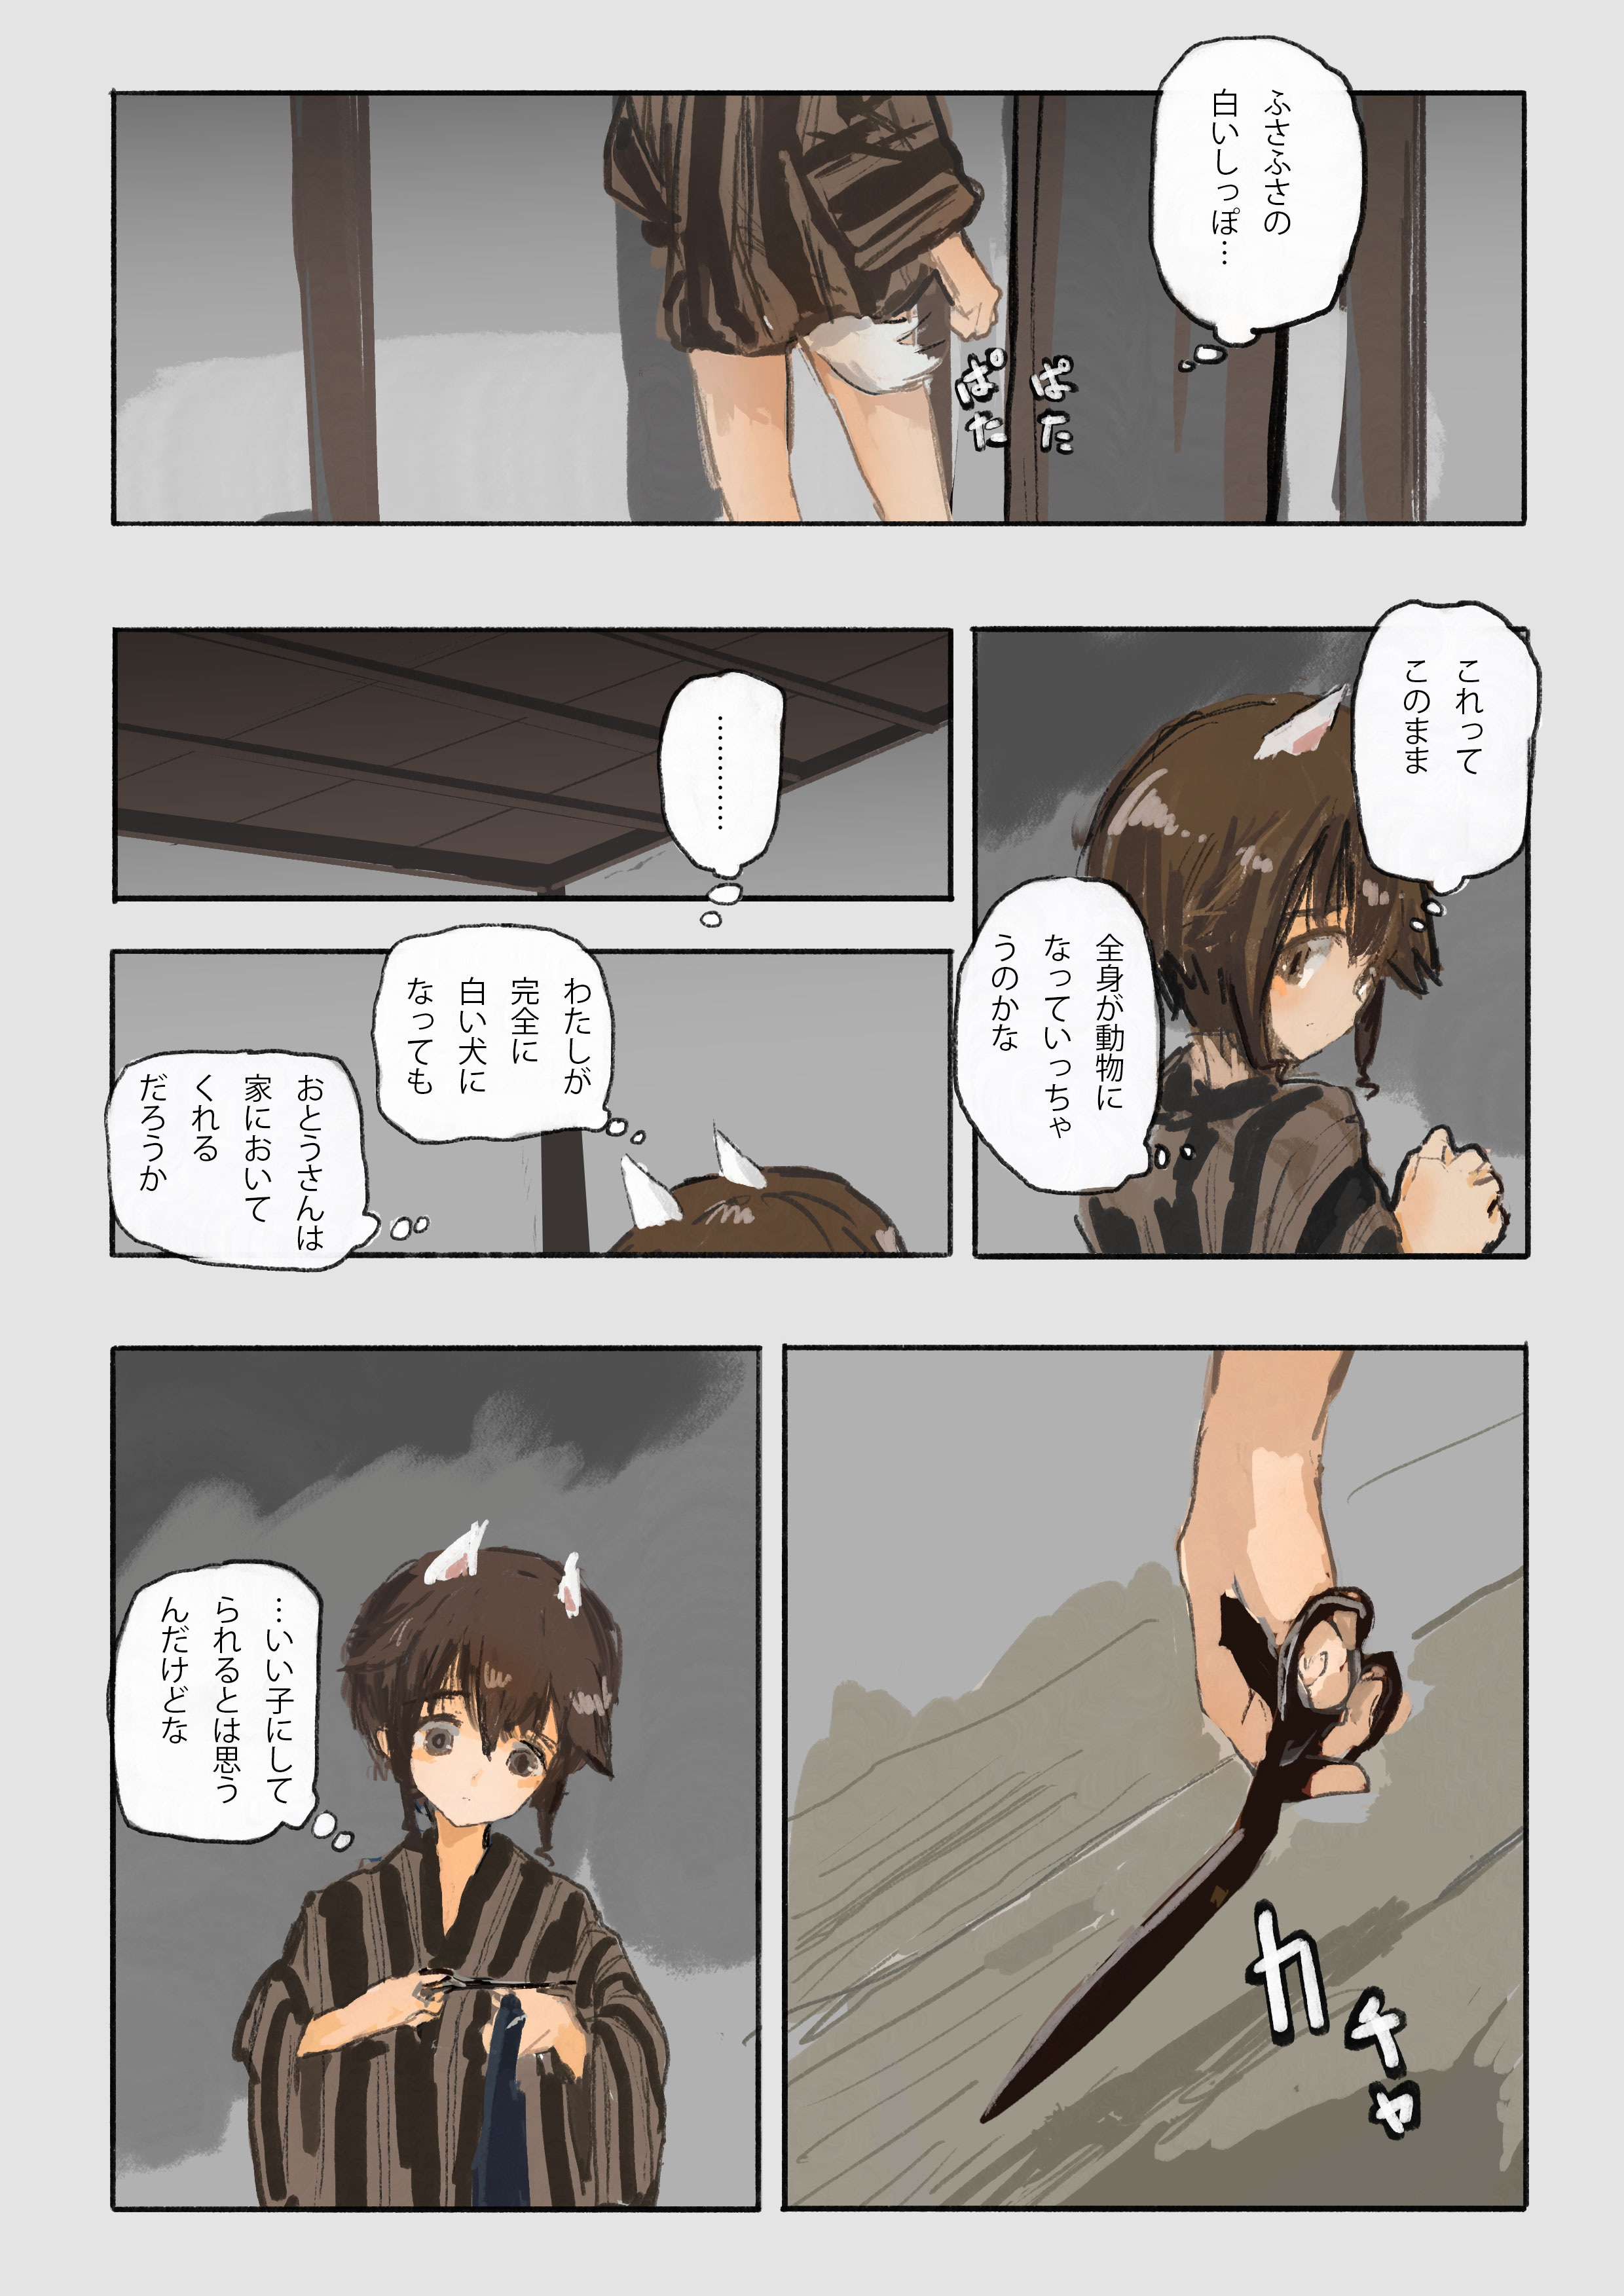 ふさふさの
白いしっぽ…
ぱた
ぱた
これって
このまま
全身が動物に
なっていっちゃ
うのかな
…………
わたしが
完全に
白い犬に
なっても
おとうさんは
家において
くれる
だろうか
カチャ
…いい子にして
られるとは思う
んだけどな